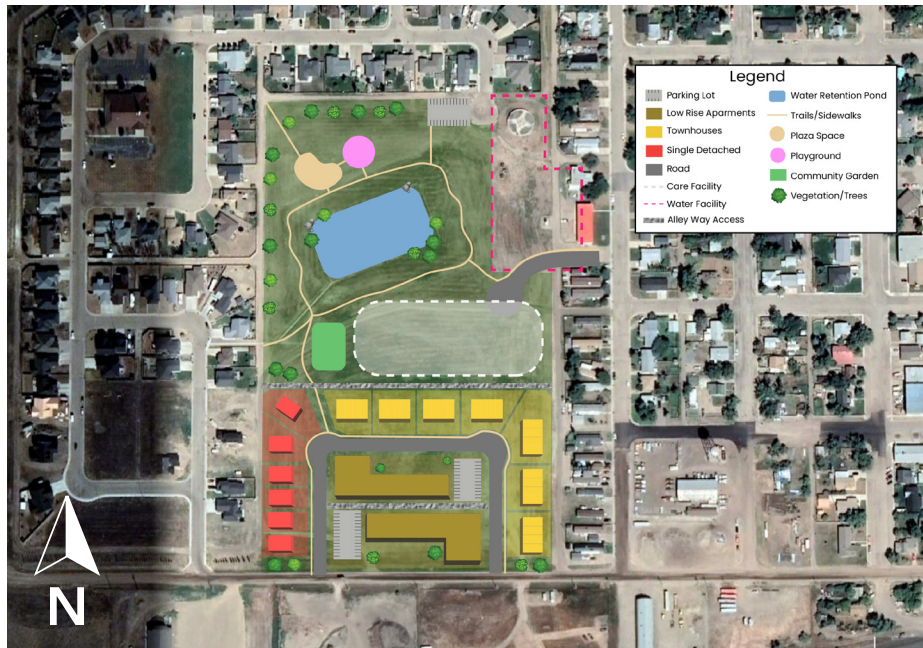 Legend
Parking Lot
Low Rise Aparments
Townhouses
Single Detached
Road
Care Facility
Water Facility
Alley Way Access
Water Retention Pond
Trails/Sidewalks
Plaza Space
Playground
Community Garden
Vegetation/Trees
N